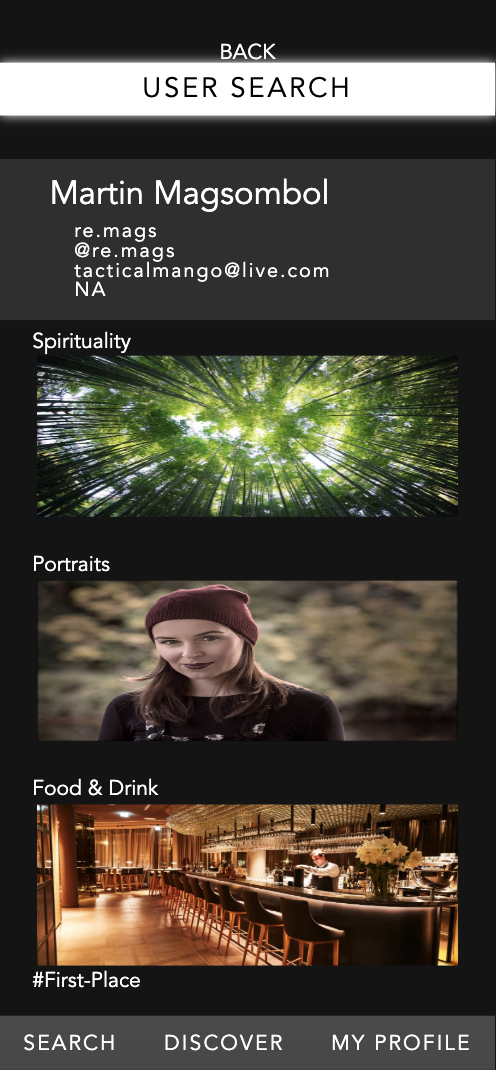 BACK
USER SEARCH
Martin Magsombol
re.mags
@re.mags
tacticalmango@live.com
NA
Spirituality
Portraits
Food & Drink
#First-Place
SEARCH DISCOVER MY PROFILE